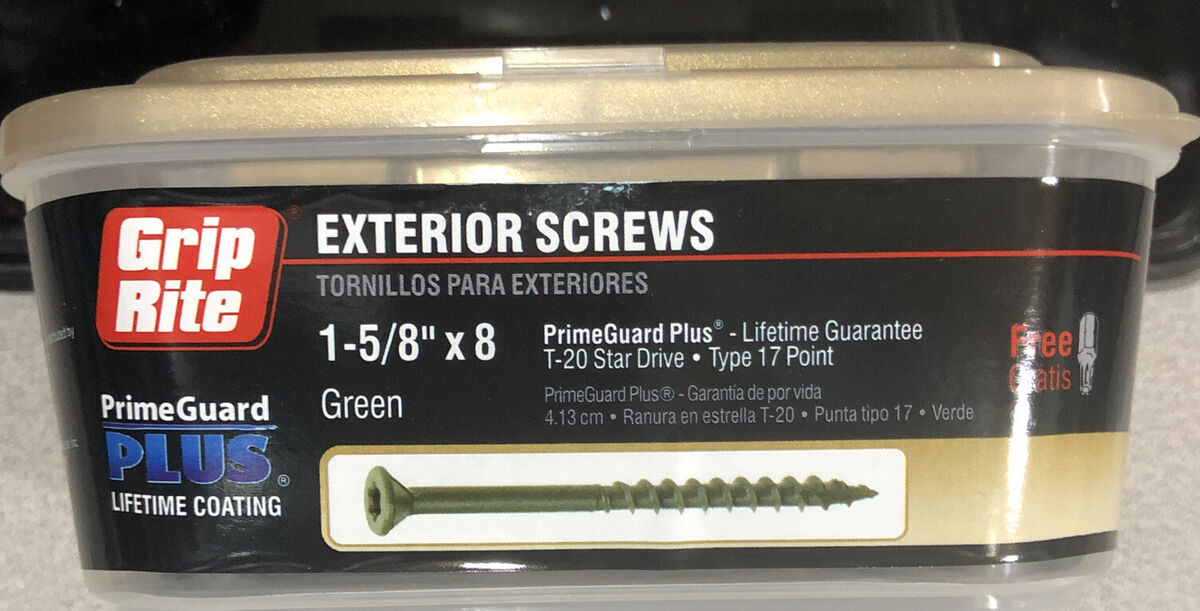 Grip
Rite®
EXTERIOR SCREWS
TORNILLOS PARA EXTERIORES
1-5/8" x 8
Green
PrimeGuard Plus® - Lifetime Guarantee
T-20 Star Drive • Type 17 Point
PrimeGuard Plus® - Garantía de por vida
4.13 cm • Ranura en estrella T-20 • Punta tipo 17 • Verde
Free
Gratis
PrimeGuard
PLUS®
LIFETIME COATING